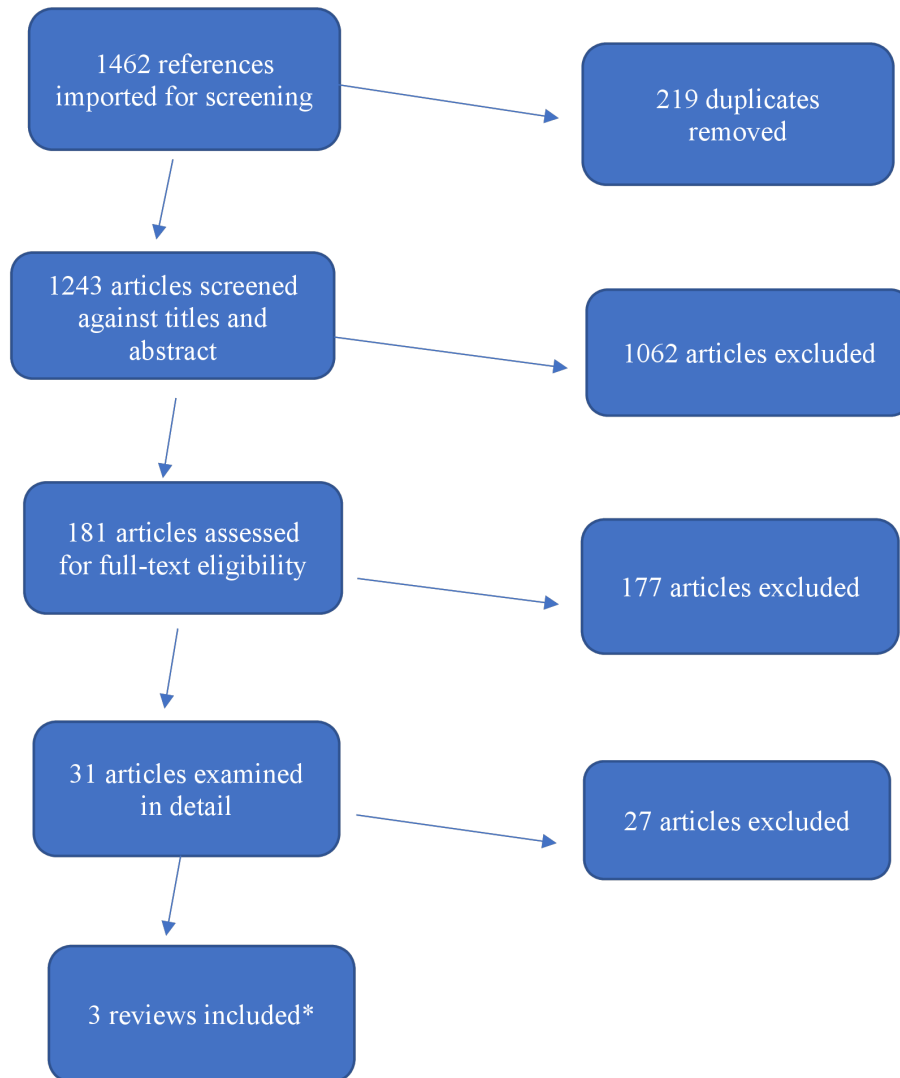 1462 references
imported for screening
219 duplicates
removed
1243 articles screened
against titles and
abstract
1062 articles excluded
181 articles assessed
for full-text eligibility
177 articles excluded
31 articles examined
in detail
27 articles excluded
3 reviews included*